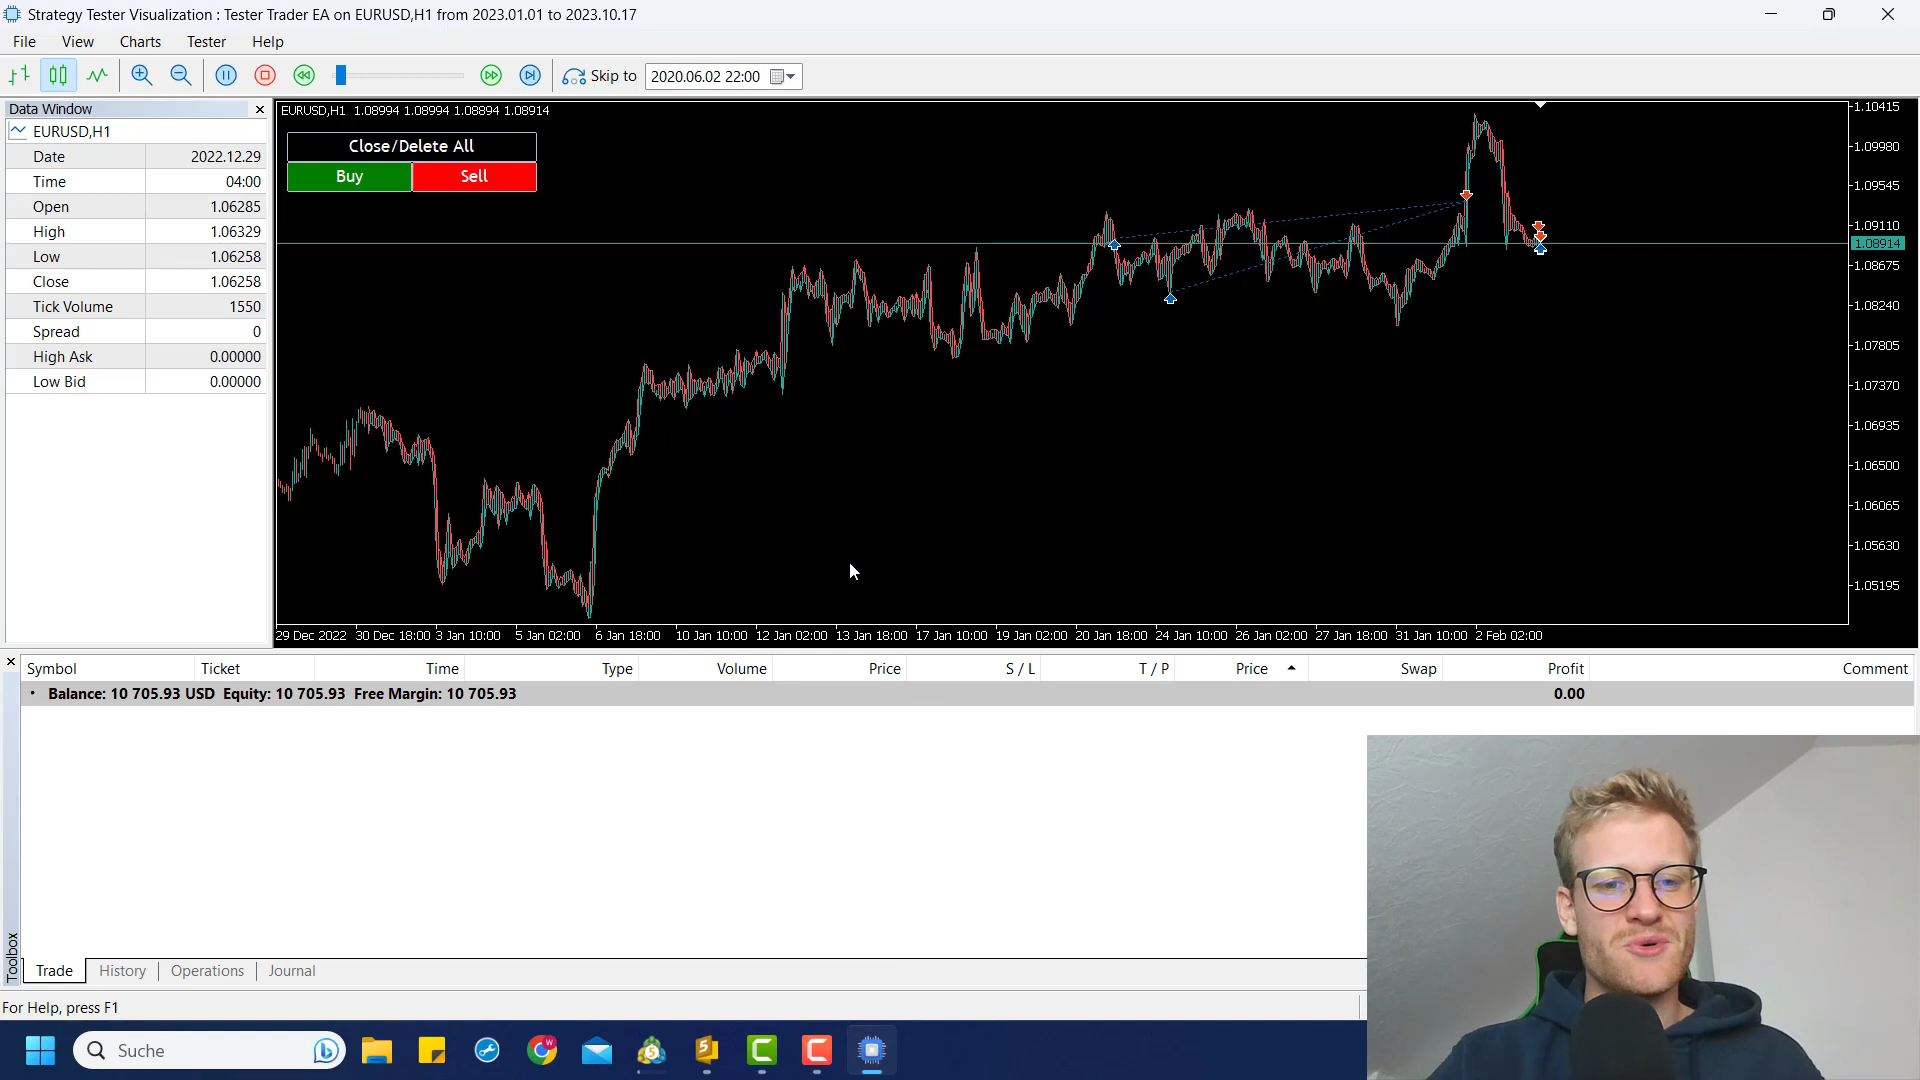 Strategy Tester Visualization : Tester Trader EA on EURUSD,H1 from 2023.01.01 to 2023.10.17
File View Charts Tester Help
Skip to 2020.06.02 22:00
Data Window
EURUSD,H1
Date 2022.12.29
Time 04:00
Open 1.06285
High 1.06329
Low 1.06258
Close 1.06258
Tick Volume 1550
Spread 0
High Ask 0.00000
Low Bid 0.00000
EURUSD,H1 1.08994 1.08994 1.08894 1.08914
Close/Delete All
Buy Sell
1.10415
1.09980
1.09545
1.09110
1.08914
1.08675
1.08240
1.07805
1.07370
1.06935
1.06500
1.06065
1.05630
1.05195
29 Dec 2022 30 Dec 18:00 3 Jan 10:00 5 Jan 02:00 6 Jan 18:00 10 Jan 10:00 12 Jan 02:00 13 Jan 18:00 17 Jan 10:00 19 Jan 02:00 20 Jan 18:00 24 Jan 10:00 26 Jan 02:00 27 Jan 18:00 31 Jan 10:00 2 Feb 02:00
Symbol Ticket Time Type Volume Price S / L T / P Price Swap Profit Comment
Balance: 10 705.93 USD Equity: 10 705.93 Free Margin: 10 705.93 0.00
Toolbox
Trade History Operations Journal
For Help, press F1
Suche